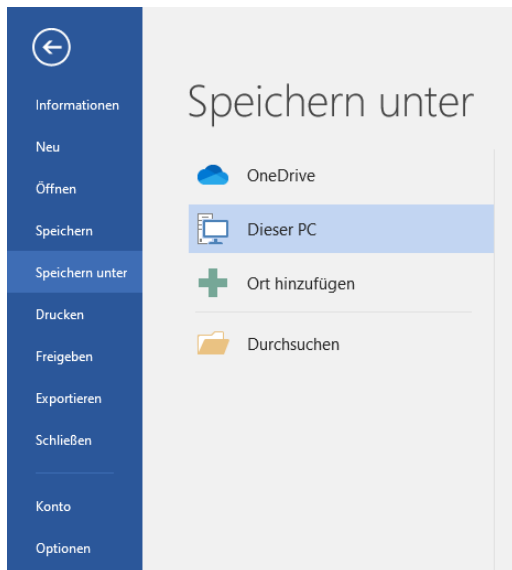 Informationen
Neu
Öffnen
Speichern
Speichern unter
Drucken
Freigeben
Exportieren
Schließen
Konto
Optionen
Speichern unter
OneDrive
Dieser PC
Ort hinzufügen
Durchsuchen